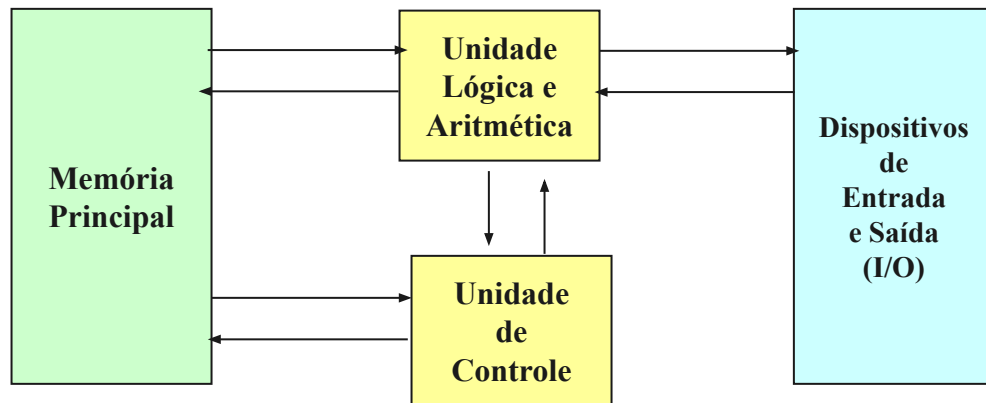 Memória
Principal
Unidade
Lógica e
Aritmética
Unidade
de
Controle
Dispositivos
de
Entrada
e Saída
(I/O)